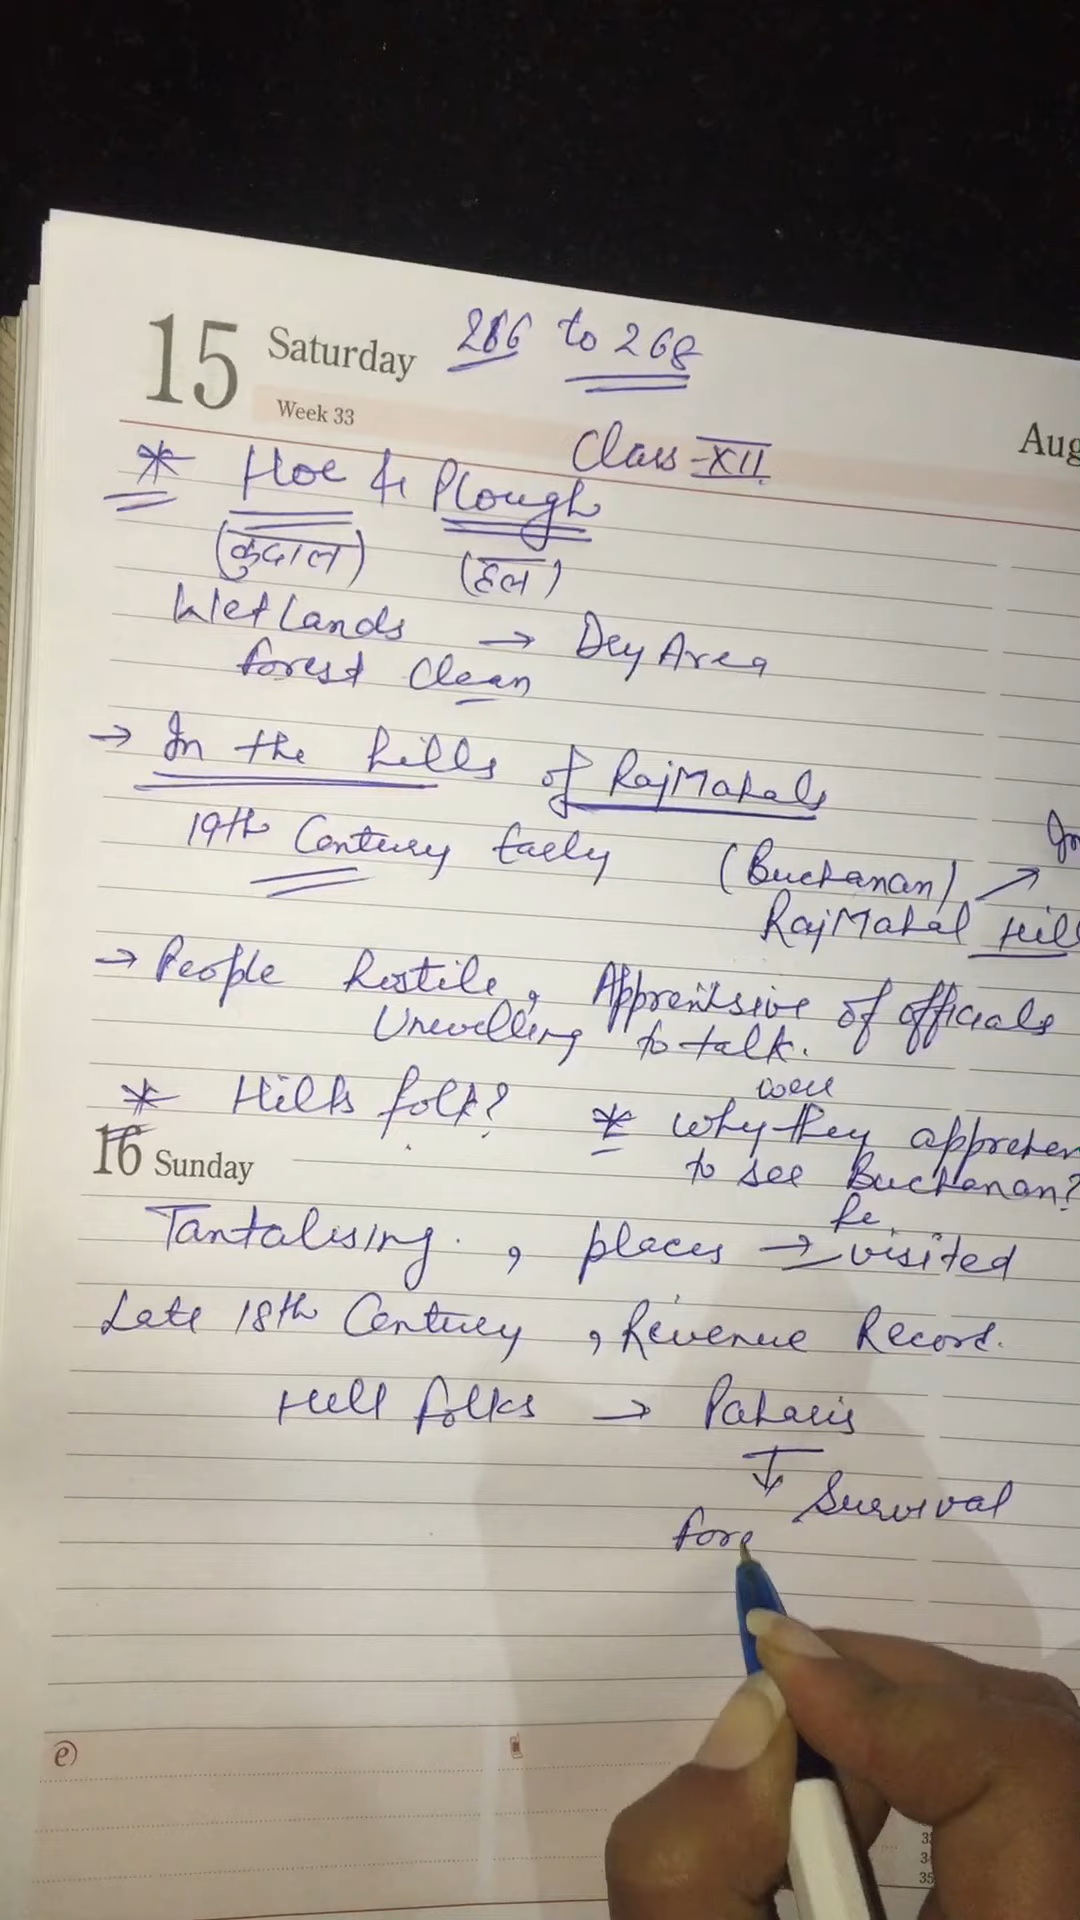 15 Saturday 266 to 268
Week 33
Aug
Class-XII
* Hoe & Plough
(कुदाल) (हल)
WetLands → Dry Area
forest Clean
→ In the hills of RajMahals
19th Century Early (Buchanan) →
RajMahal Hill
→ People hostile, Apprensive of officials
Unwilling to talk.
* Hills folk? * why they were apprehen
to see Buchanan?
16 Sunday
Tantalising, places → he visited
Late 18th Century, Revenue Record.
Hill folks → Paharis
↓ Survival
fore